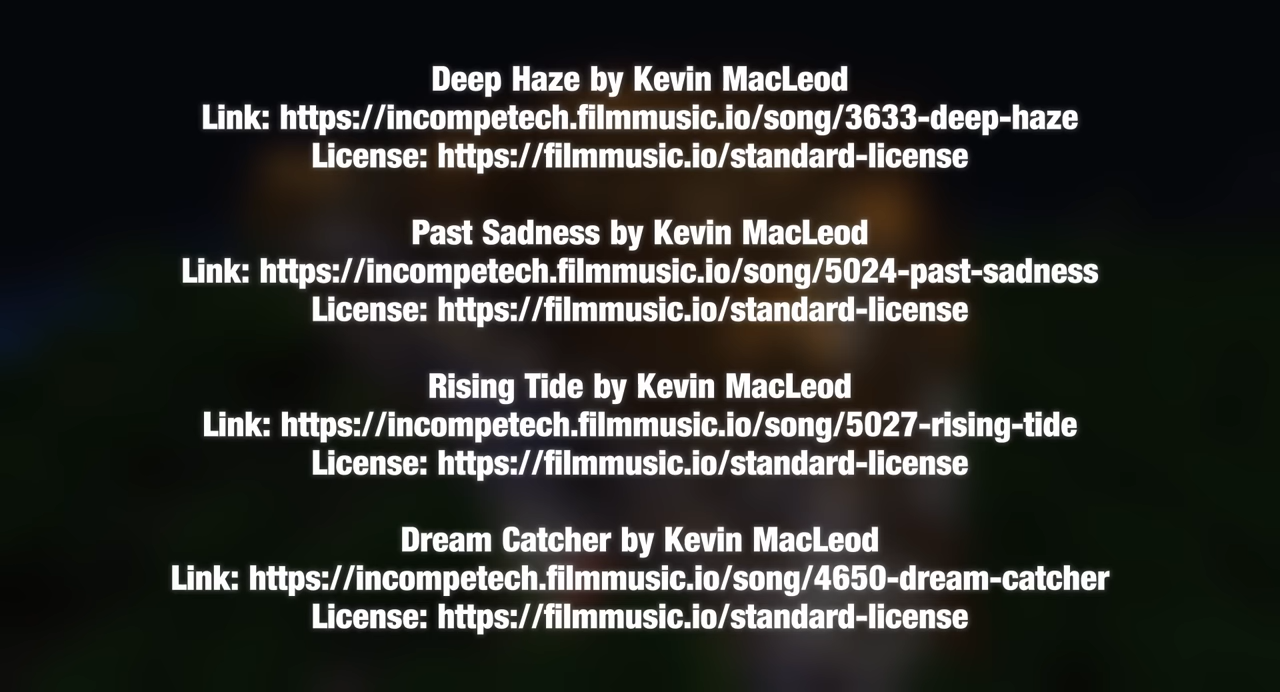 Deep Haze by Kevin MacLeod
Link: https://incompetech.filmmusic.io/song/3633-deep-haze
License: https://filmmusic.io/standard-license
Past Sadness by Kevin MacLeod
Link: https://incompetech.filmmusic.io/song/5024-past-sadness
License: https://filmmusic.io/standard-license
Rising Tide by Kevin MacLeod
Link: https://incompetech.filmmusic.io/song/5027-rising-tide
License: https://filmmusic.io/standard-license
Dream Catcher by Kevin MacLeod
Link: https://incompetech.filmmusic.io/song/4650-dream-catcher
License: https://filmmusic.io/standard-license